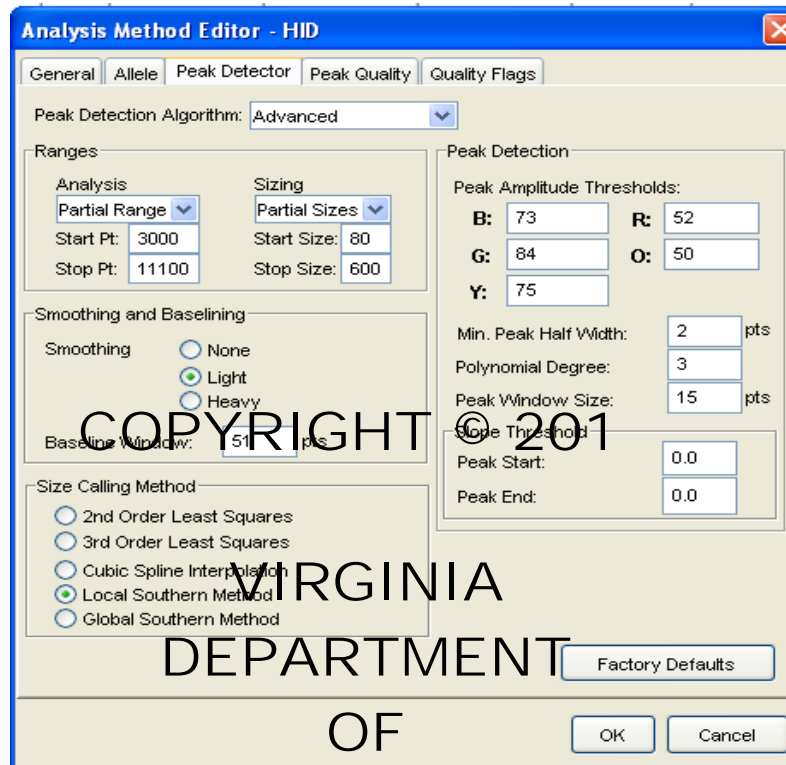 Analysis Method Editor - HID
General Allele Peak Detector Peak Quality Quality Flags
Peak Detection Algorithm: Advanced
Ranges
Analysis Sizing
Partial Range Partial Sizes
Start Pt: 3000 Start Size: 80
Stop Pt: 11100 Stop Size: 600
Smoothing and Baselining
Smoothing None
Light
Heavy
Baseline Window: 51 pts
Size Calling Method
2nd Order Least Squares
3rd Order Least Squares
Cubic Spline Interpolation
Local Southern Method
Global Southern Method
Peak Detection
Peak Amplitude Thresholds:
B: 73 R: 52
G: 84 O: 50
Y: 75
Min. Peak Half Width: 2 pts
Polynomial Degree: 3
Peak Window Size: 15 pts
Slope Threshold
Peak Start: 0.0
Peak End: 0.0
Factory Defaults
OK Cancel
COPYRIGHT © 201
VIRGINIA
DEPARTMENT
OF